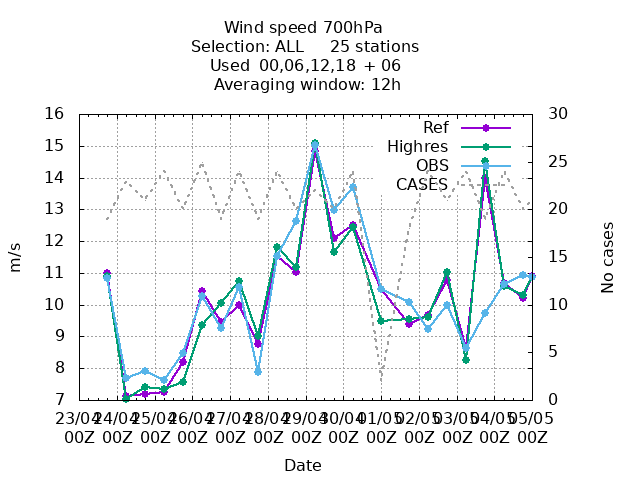 Wind speed 700hPa
Selection: ALL 25 stations
Used 00,06,12,18 + 06
Averaging window: 12h
16 30
15 25
14
13 20
12 15
11
10 10
9
8 5
7 0
Ref
Highres
OBS
CASES
m/s
No cases
23/04 24/04 25/04 26/04 27/04 28/04 29/04 30/04 01/05 02/05 03/05 04/05 05/05
00Z 00Z 00Z 00Z 00Z 00Z 00Z 00Z 00Z 00Z 00Z 00Z 00Z
Date